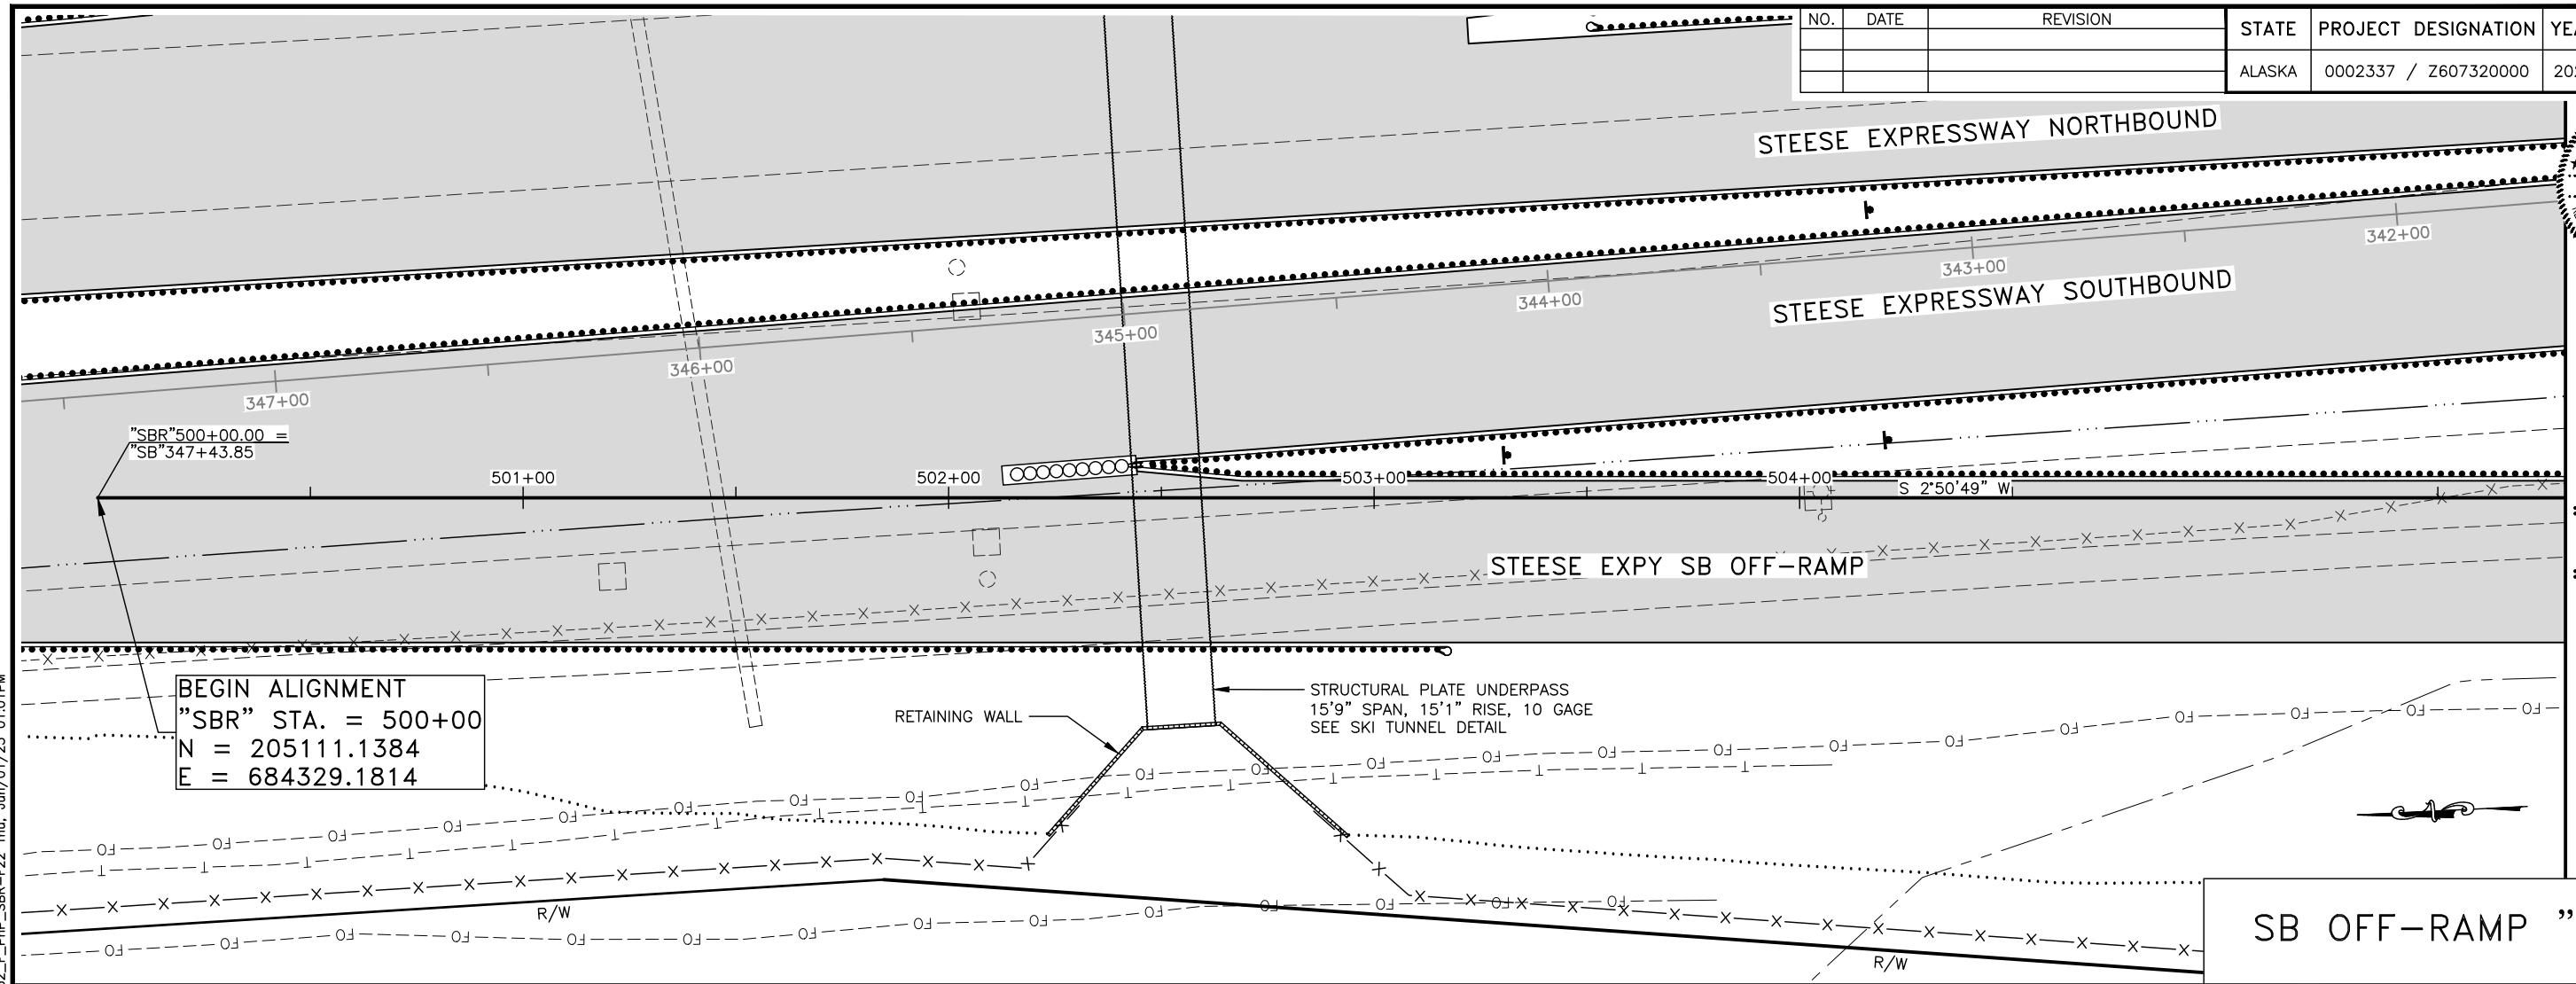 NO. DATE REVISION
STATE PROJECT DESIGNATION
ALASKA 0002337 / Z607320000
STEESE EXPRESSWAY NORTHBOUND
342+00
343+00
STEESE EXPRESSWAY SOUTHBOUND
344+00
345+00
346+00
347+00
"SBR"500+00.00 =
"SB"347+43.85
501+00
502+00
503+00
504+00
S 2°50'49" W
STEESE EXPY SB OFF-RAMP
BEGIN ALIGNMENT
"SBR" STA. = 500+00
N = 205111.1384
E = 684329.1814
RETAINING WALL
STRUCTURAL PLATE UNDERPASS
15'9" SPAN, 15'1" RISE, 10 GAGE
SEE SKI TUNNEL DETAIL
R/W
R/W
SB OFF-RAMP "